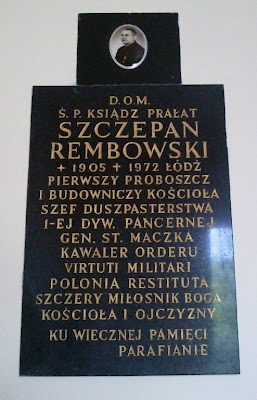 D.O.M.
Ś.P. KSIĄDZ PRAŁAT
SZCZEPAN
REMBOWSKI
+ 1905 + 1972 ŁÓDŹ
PIERWSZY PROBOSZCZ
I BUDOWNICZY KOŚCIOŁA
SZEF DUSZPASTERSTWA
1-EJ DYW. PANCERNEJ
GEN. ST. MACZKA
KAWALER ORDERU
VIRTUTI MILITARI
POLONIA RESTITUTA
SZCZERY MIŁOSNIK BOGA
KOŚCIOŁA I OJCZYZNY
KU WIECZNEJ PAMIĘCI
PARAFIANIE